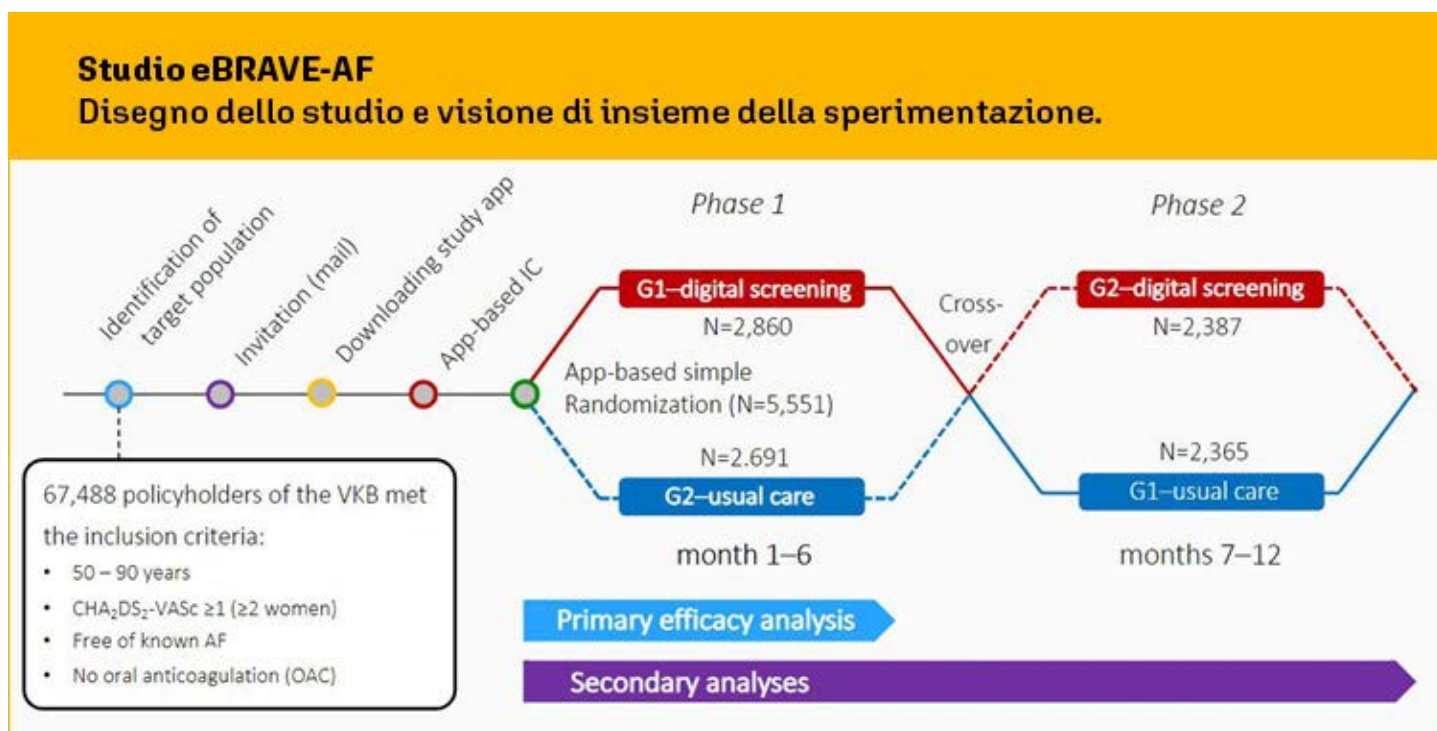 Studio eBRAVE-AF
Disegno dello studio e visione di insieme della sperimentazione.
Identification of
target population
Invitation (mail)
Downloading study app
App-based IC
Phase 1
Phase 2
G1–digital screening
N=2,860
App-based simple
Randomization (N=5,551)
N=2.691
G2–usual care
month 1–6
Cross-
over
G2–digital screening
N=2,387
N=2,365
G1–usual care
months 7–12
67,488 policyholders of the VKB met
the inclusion criteria:
• 50 – 90 years
• CHA₂DS₂-VASc ≥1 (≥2 women)
• Free of known AF
• No oral anticoagulation (OAC)
Primary efficacy analysis
Secondary analyses